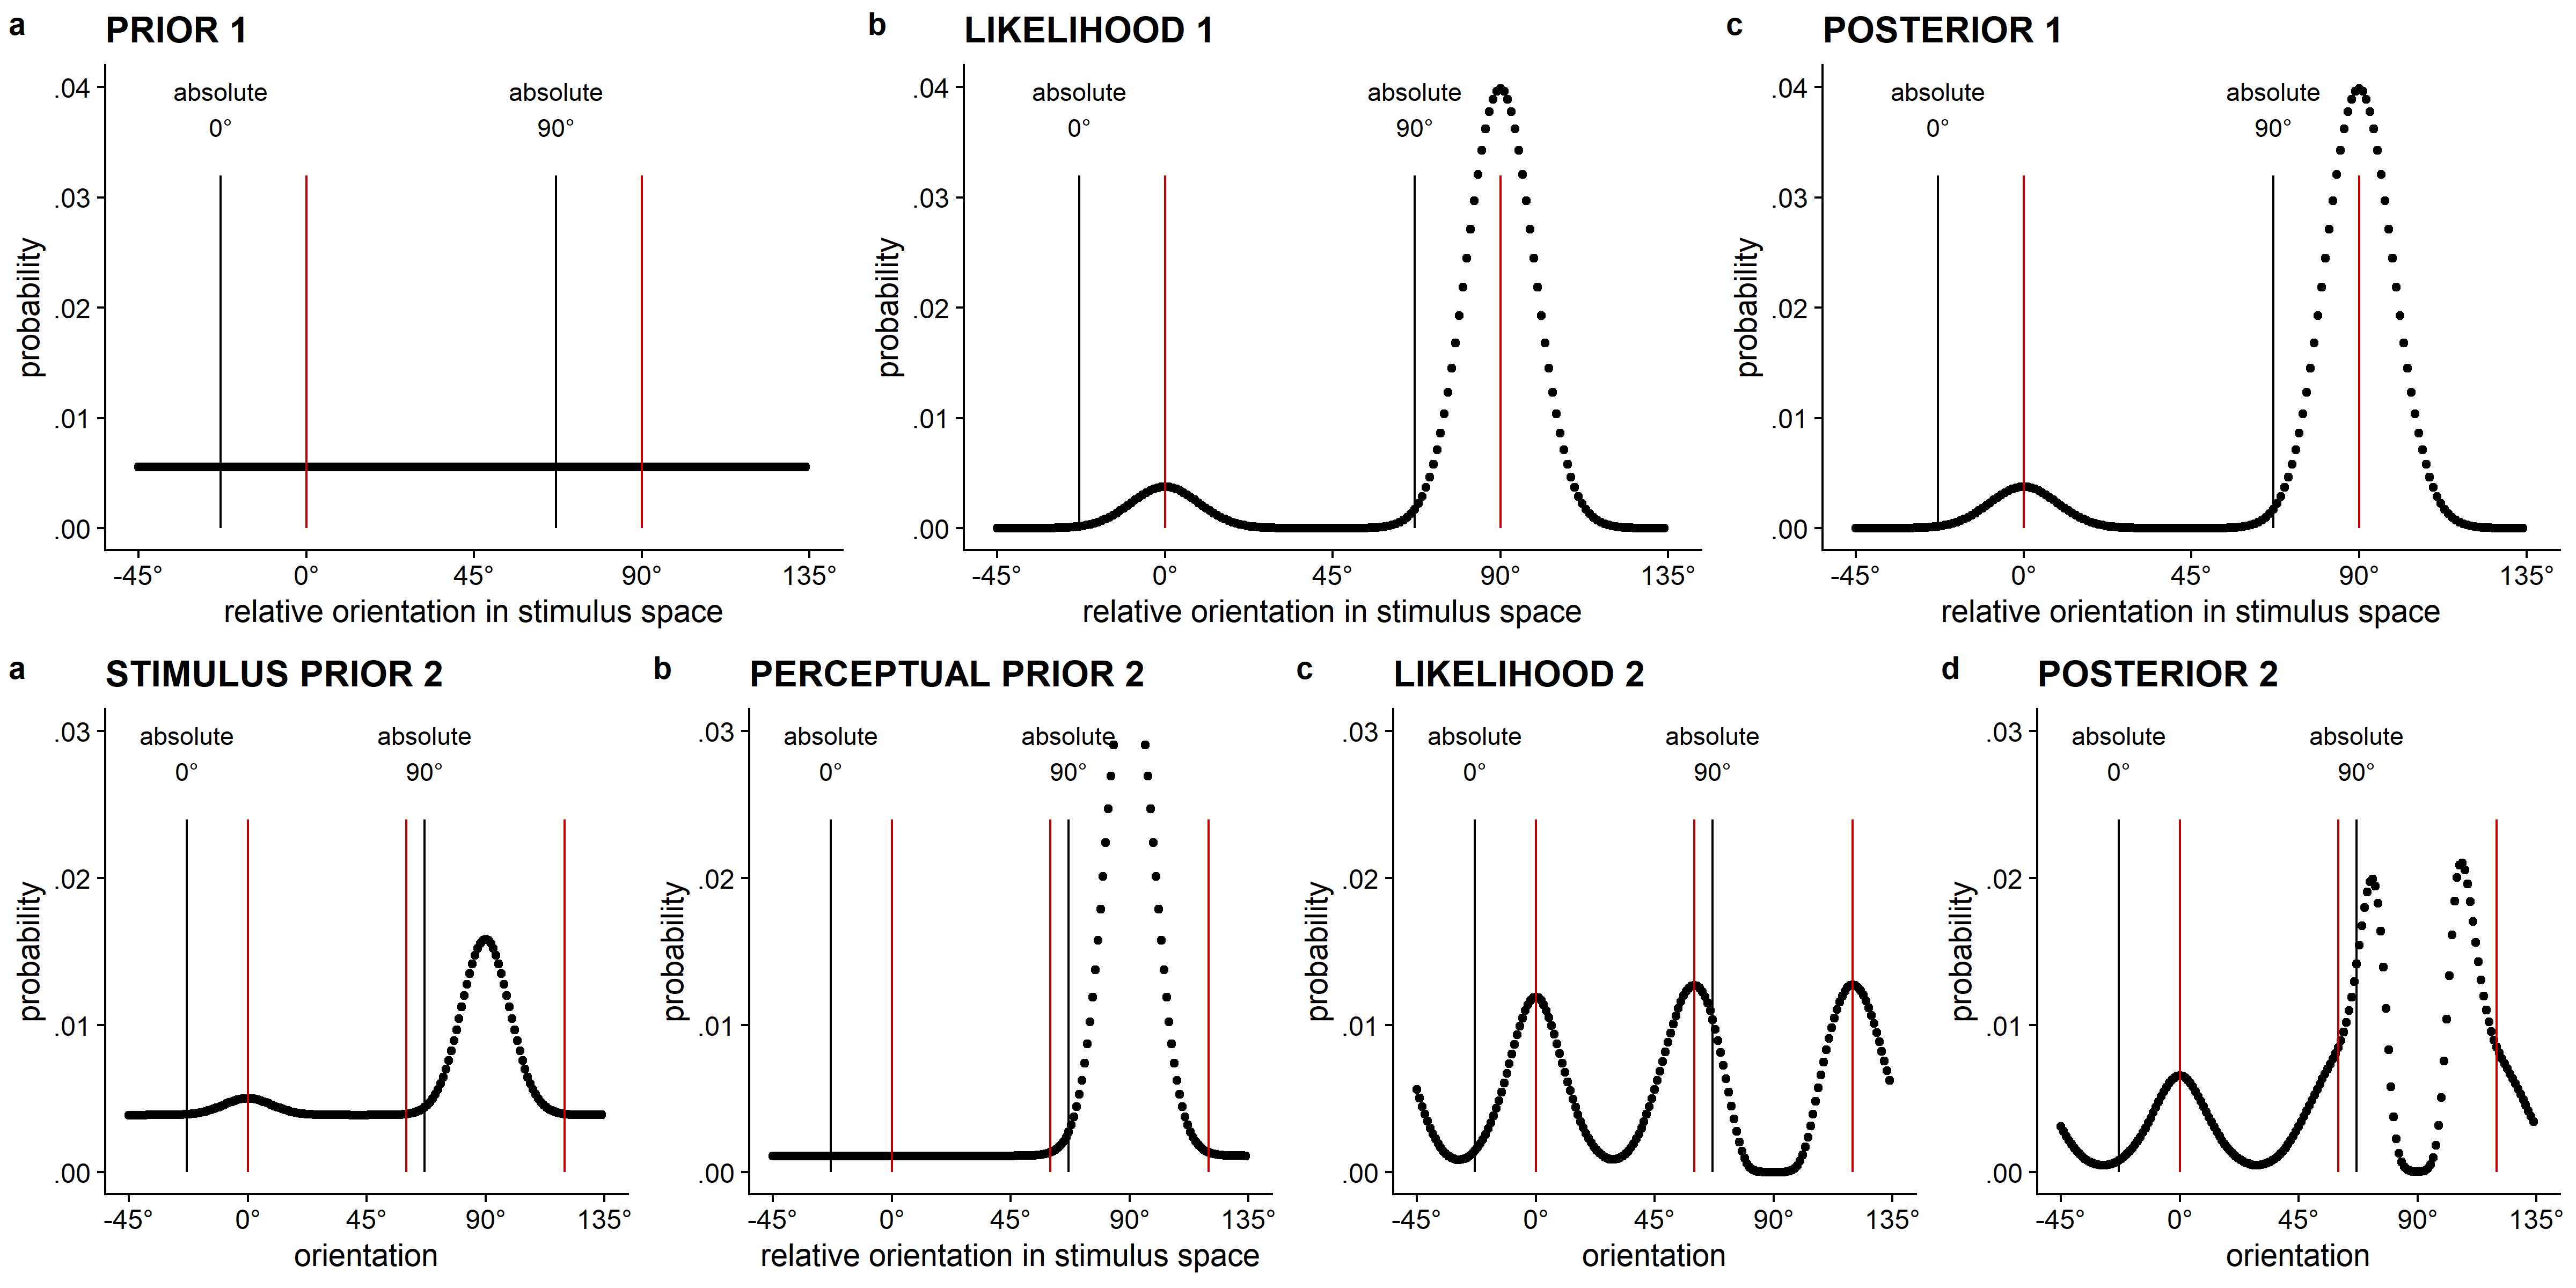 a PRIOR 1
absolute 0°
absolute 90°
.04
.03
.02
.01
.00
probability
-45° 0° 45° 90° 135°
relative orientation in stimulus space
b LIKELIHOOD 1
absolute 0°
absolute 90°
.04
.03
.02
.01
.00
probability
-45° 0° 45° 90° 135°
relative orientation in stimulus space
c POSTERIOR 1
absolute 0°
absolute 90°
.04
.03
.02
.01
.00
probability
-45° 0° 45° 90° 135°
relative orientation in stimulus space
a STIMULUS PRIOR 2
absolute 0°
absolute 90°
.03
.02
.01
.00
probability
-45° 0° 45° 90° 135°
orientation
b PERCEPTUAL PRIOR 2
absolute 0°
absolute 90°
.03
.02
.01
.00
probability
-45° 0° 45° 90° 135°
relative orientation in stimulus space
c LIKELIHOOD 2
absolute 0°
absolute 90°
.03
.02
.01
.00
probability
-45° 0° 45° 90° 135°
orientation
d POSTERIOR 2
absolute 0°
absolute 90°
.03
.02
.01
.00
probability
-45° 0° 45° 90° 135°
orientation